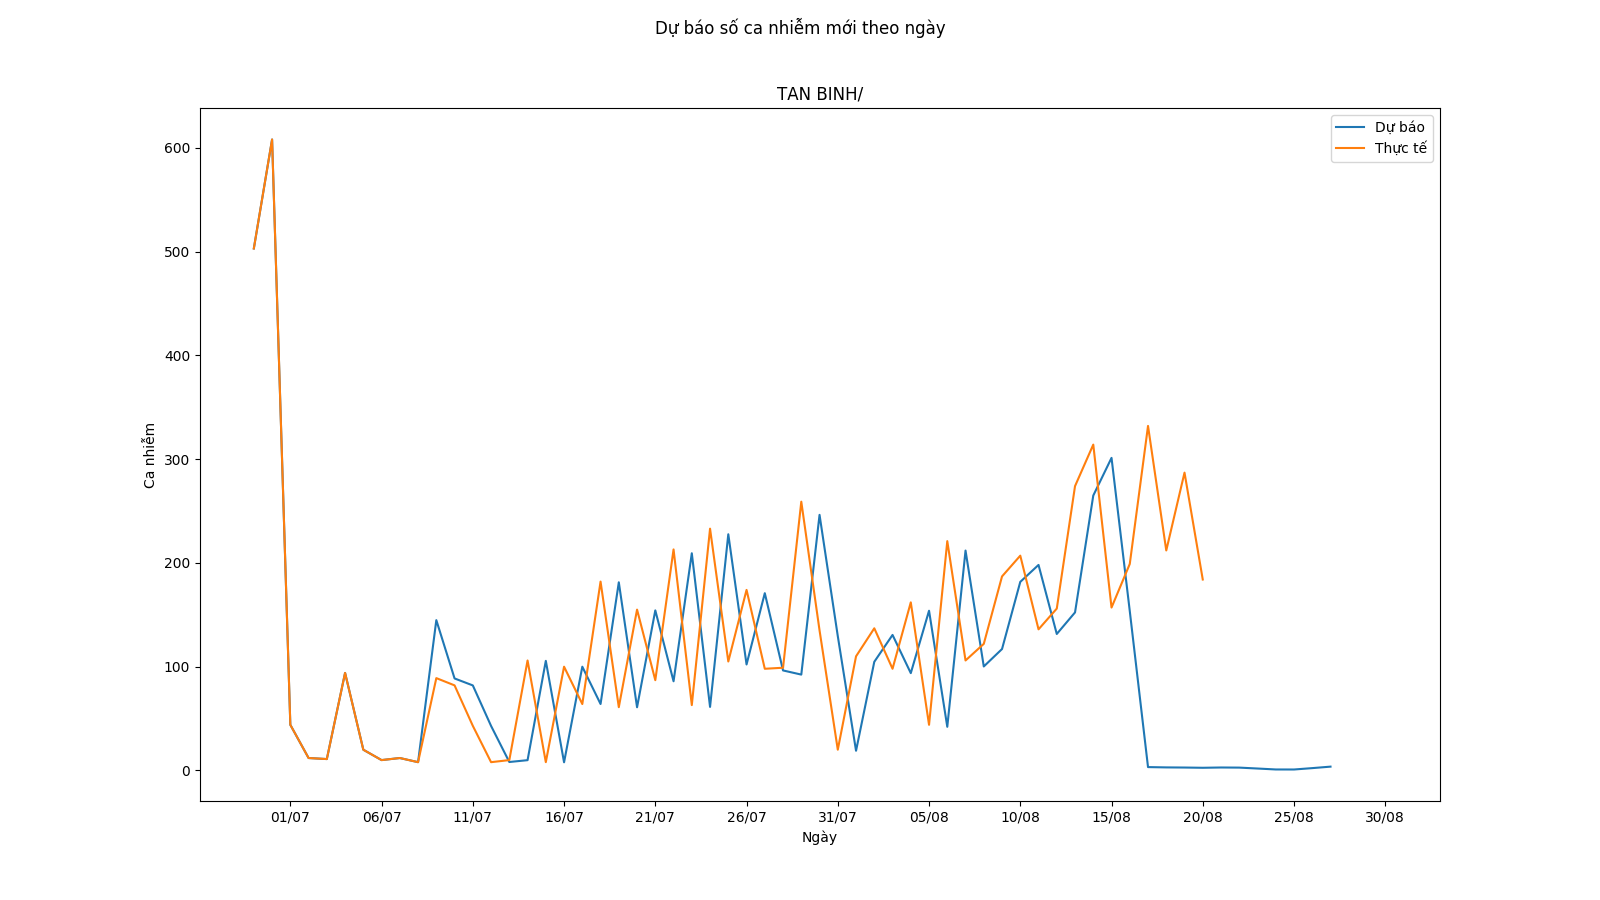 Dự báo số ca nhiễm mới theo ngày
TAN BINH/
Dự báo
Thực tế
600
500
400
300
200
100
0
Ca nhiễm
01/07 06/07 11/07 16/07 21/07 26/07 31/07 05/08 10/08 15/08 20/08 25/08 30/08
Ngày